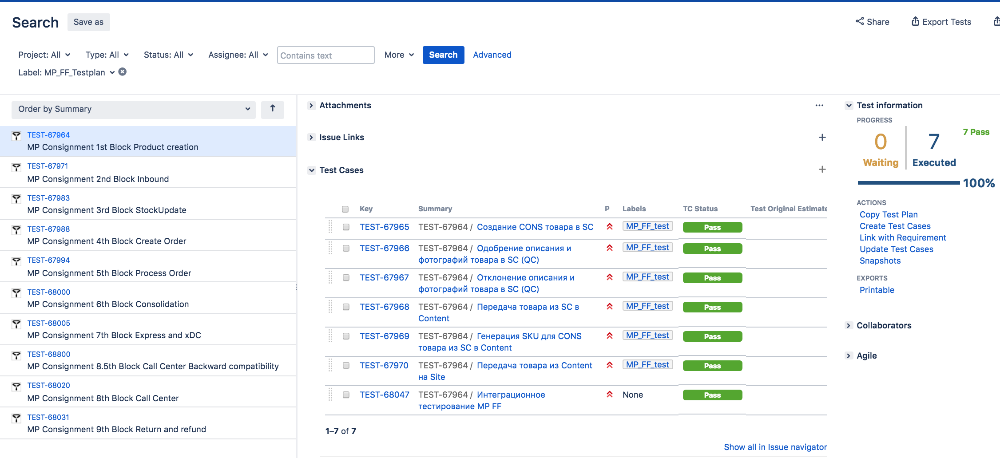 Search
Save as
Share
Export Tests
Project: All
Type: All
Status: All
Assignee: All
Contains text
More
Search
Advanced
Label: MP_FF_Testplan
Order by Summary
TEST-67964
MP Consignment 1st Block Product creation
TEST-67971
MP Consignment 2nd Block Inbound
TEST-67983
MP Consignment 3rd Block StockUpdate
TEST-67988
MP Consignment 4th Block Create Order
TEST-67994
MP Consignment 5th Block Process Order
TEST-68000
MP Consignment 6th Block Consolidation
TEST-68005
MP Consignment 7th Block Express and xDC
TEST-68800
MP Consignment 8.5th Block Call Center Backward compatibility
TEST-68020
MP Consignment 8th Block Call Center
TEST-68031
MP Consignment 9th Block Return and refund
Attachments
Issue Links
Test Cases
Key Summary P Labels TC Status Test Original Estimate
TEST-67965 TEST-67964 / Создание CONS товара в SC MP_FF_test Pass
TEST-67966 TEST-67964 / Одобрение описания и MP_FF_test Pass
фотографий товара в SC (QC)
TEST-67967 TEST-67964 / Отклонение описания и MP_FF_test Pass
фотографий товара в SC (QC)
TEST-67968 TEST-67964 / Передача товара из SC в MP_FF_test Pass
Content
TEST-67969 TEST-67964 / Генерация SKU для CONS MP_FF_test Pass
товара из SC в Content
TEST-67970 TEST-67964 / Передача товара из Content MP_FF_test Pass
на Site
TEST-68047 TEST-67964 / Интеграционное None Pass
тестирование MP FF
1–7 of 7
Show all in Issue navigator
Test information
PROGRESS
0 7 7 Pass
Waiting Executed
100%
ACTIONS
Copy Test Plan
Create Test Cases
Link with Requirement
Update Test Cases
Snapshots
EXPORTS
Printable
Collaborators
Agile